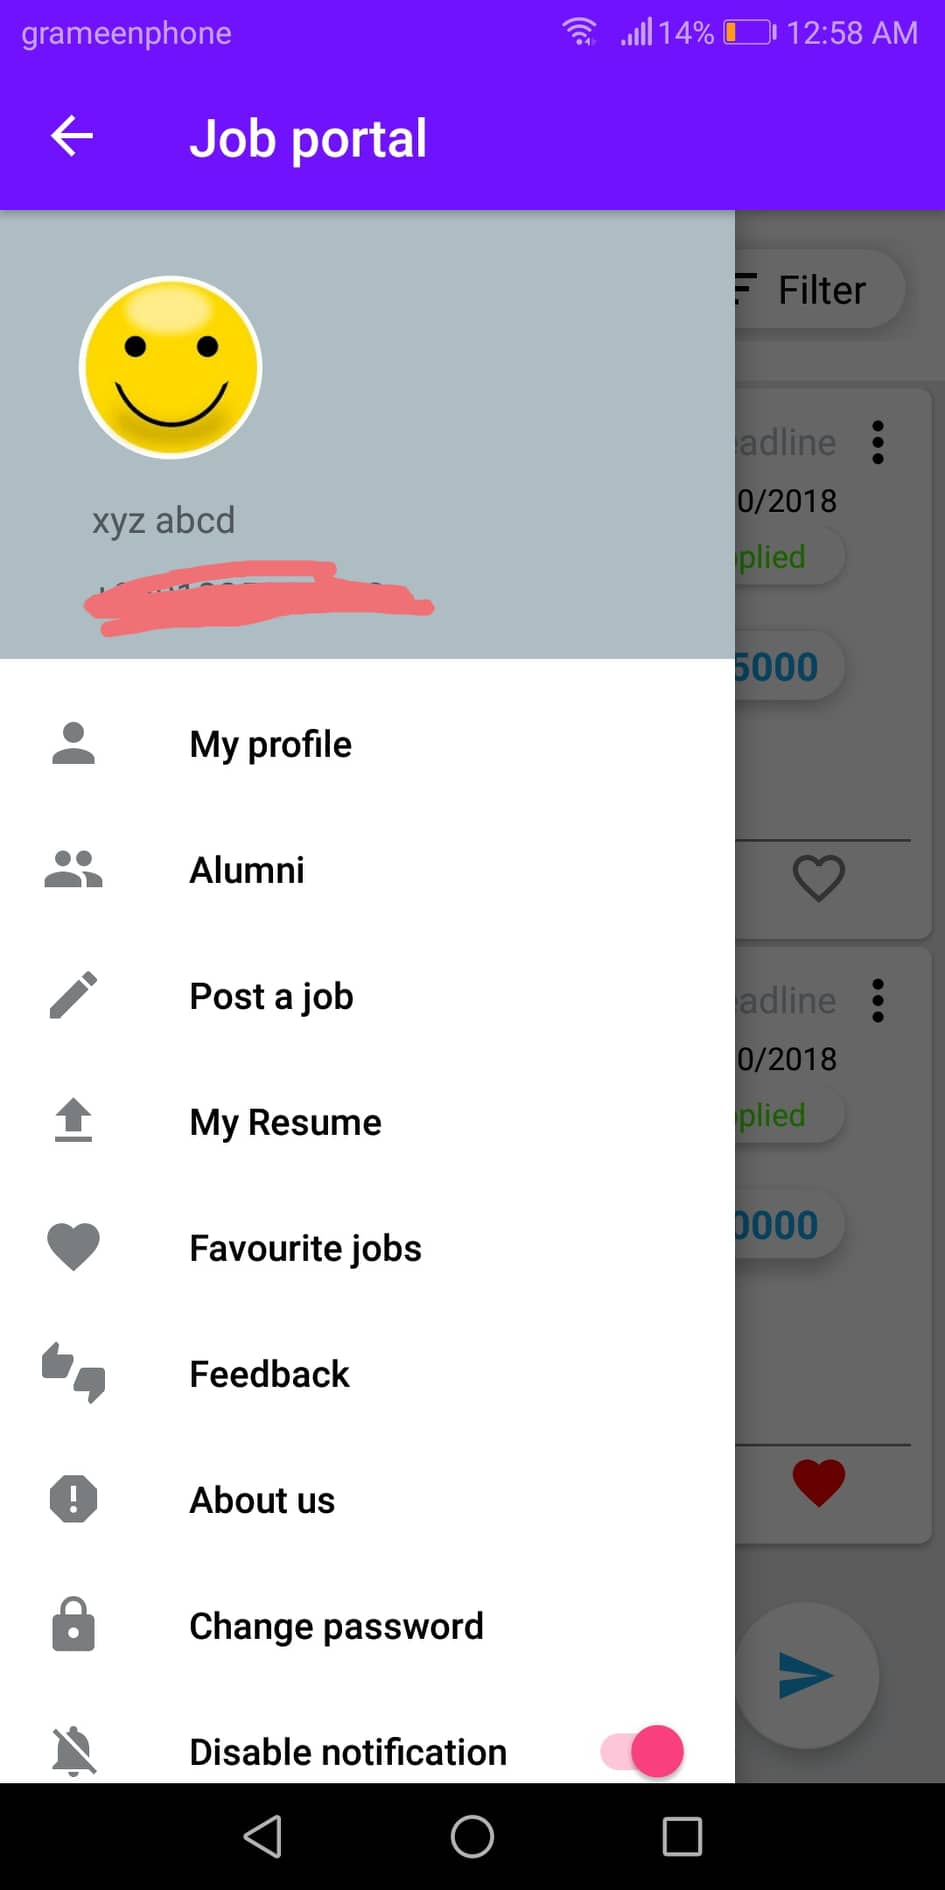 grameenphone 14% 12:58 AM
Job portal
Filter
xyz abcd
My profile
Alumni
Post a job
My Resume
Favourite jobs
Feedback
About us
Change password
Disable notification
adline
0/2018
plied
5000
adline
0/2018
plied
0000